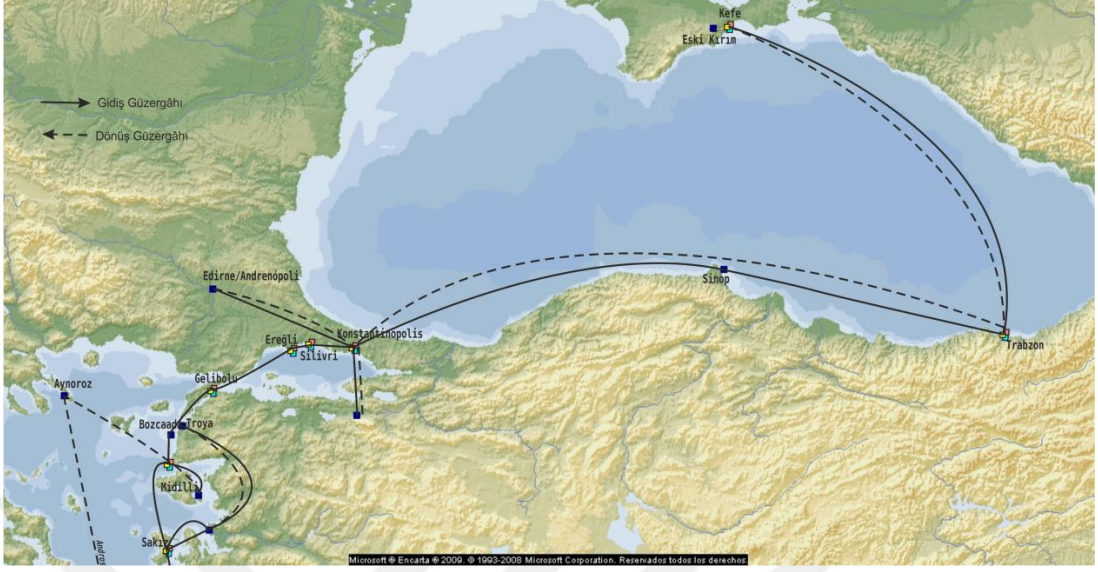 Kefe
Eski Kırım
Gidiş Güzergâhı
Dönüş Güzergâhı
Edirne/Andrenópoli
Sinop
Konstantinopolis
Ereğli
Silivri
Trabzon
Gelibolu
Aynoroz
Bozcaada
Troya
Midilli
Sakız
Andros
Microsoft ® Encarta ® 2009. © 1993-2008 Microsoft Corporation. Reservados todos los derechos.